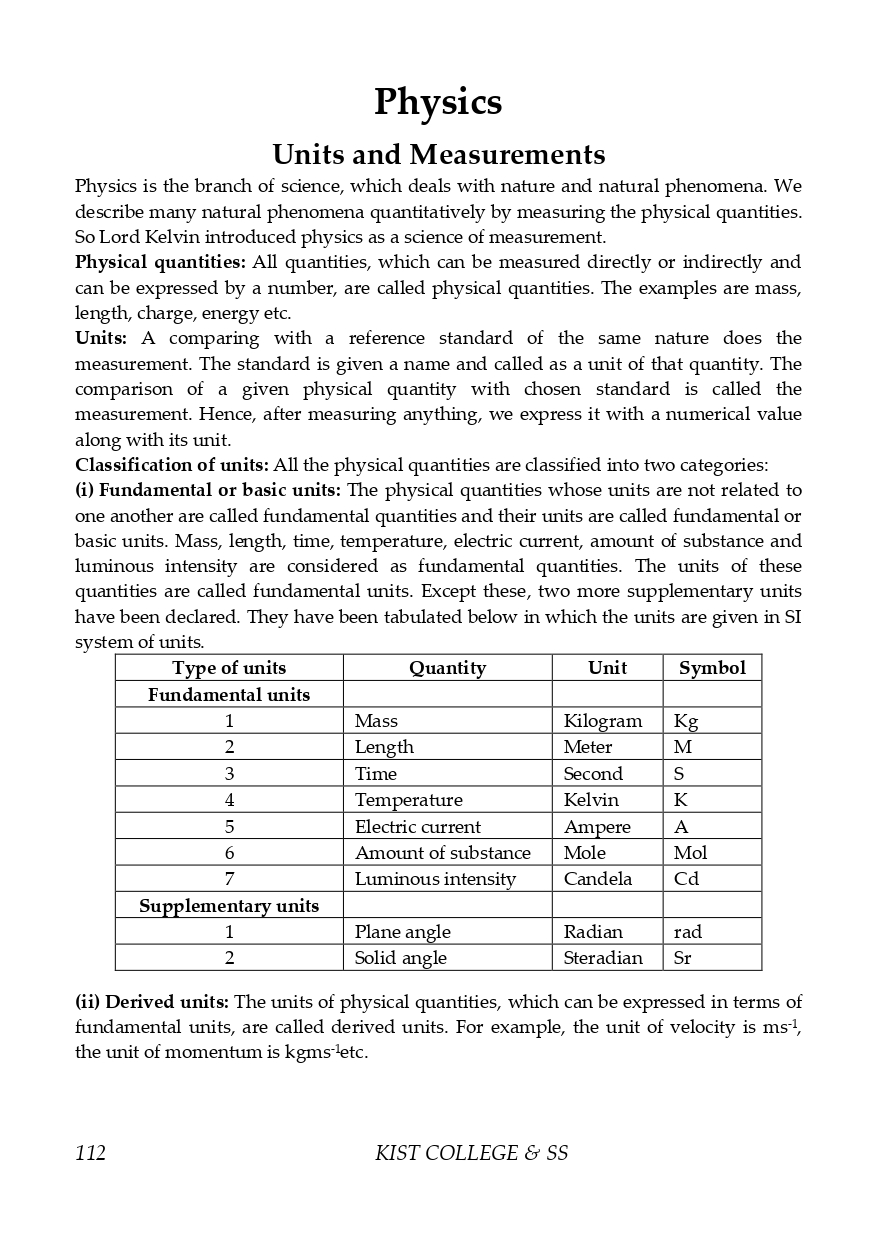 Physics
Units and Measurements
Physics is the branch of science, which deals with nature and natural phenomena. We
describe many natural phenomena quantitatively by measuring the physical quantities.
So Lord Kelvin introduced physics as a science of measurement.
Physical quantities: All quantities, which can be measured directly or indirectly and
can be expressed by a number, are called physical quantities. The examples are mass,
length, charge, energy etc.
Units: A comparing with a reference standard of the same nature does the
measurement. The standard is given a name and called as a unit of that quantity. The
comparison of a given physical quantity with chosen standard is called the
measurement. Hence, after measuring anything, we express it with a numerical value
along with its unit.
Classification of units: All the physical quantities are classified into two categories:
(i) Fundamental or basic units: The physical quantities whose units are not related to
one another are called fundamental quantities and their units are called fundamental or
basic units. Mass, length, time, temperature, electric current, amount of substance and
luminous intensity are considered as fundamental quantities. The units of these
quantities are called fundamental units. Except these, two more supplementary units
have been declared. They have been tabulated below in which the units are given in SI
system of units.
Type of units Quantity Unit Symbol
Fundamental units
1 Mass Kilogram Kg
2 Length Meter M
3 Time Second S
4 Temperature Kelvin K
5 Electric current Ampere A
6 Amount of substance Mole Mol
7 Luminous intensity Candela Cd
Supplementary units
1 Plane angle Radian rad
2 Solid angle Steradian Sr
(ii) Derived units: The units of physical quantities, which can be expressed in terms of
fundamental units, are called derived units. For example, the unit of velocity is ms⁻¹,
the unit of momentum is kgms⁻¹etc.
112 KIST COLLEGE & SS